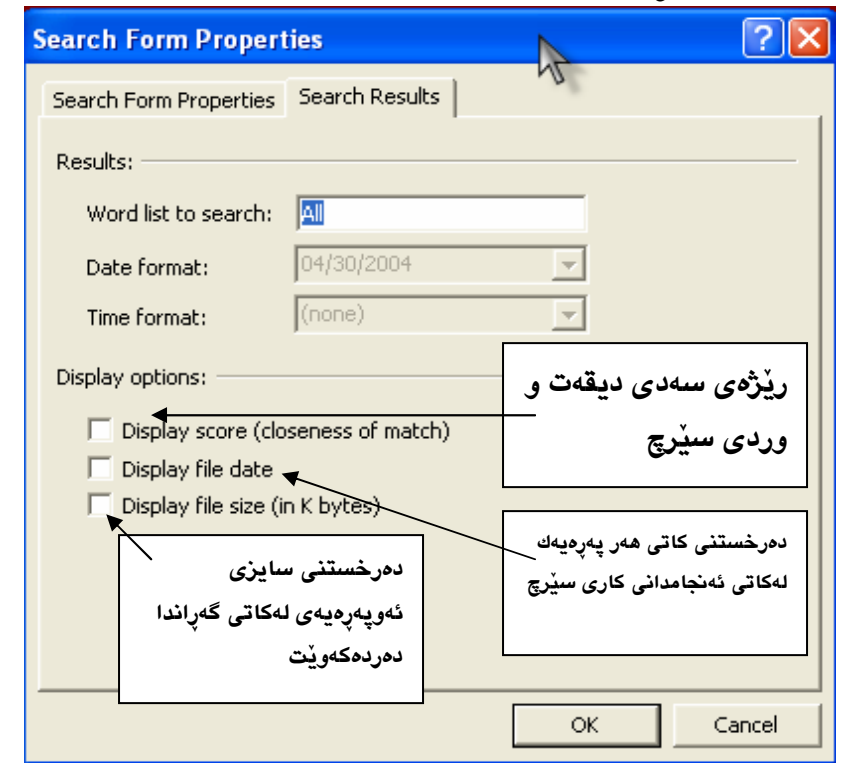 Search Form Properties
Search Form Properties
Search Results
Results:
Word list to search: All
Date format: 04/30/2004
Time format: (none)
Display options:
Display score (closeness of match)
Display file date
Display file size (in K bytes)
رێژەی سەدی دیقەت و
وردی سێرچ
دەرخستنی کاتی هەر پەڕەیەك
لەکاتی ئەنجامدانی کاری سێرچ
دەرخستنی سایزی
ئەوپەڕەیەی لەکاتی گەڕاندا
دەردەکەوێت
OK
Cancel